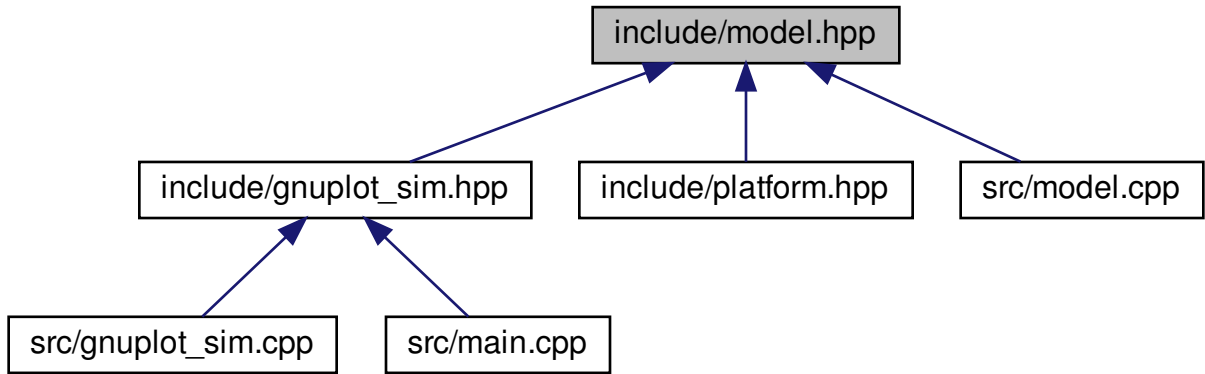 include/model.hpp
include/gnuplot_sim.hpp
include/platform.hpp
src/model.cpp
src/gnuplot_sim.cpp
src/main.cpp